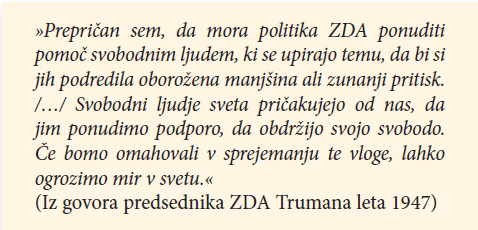 »Prepričan sem, da mora politika ZDA ponuditi
pomoč svobodnim ljudem, ki se upirajo temu, da bi si
jih podredila oborožena manjšina ali zunanji pritisk.
/…/ Svobodni ljudje sveta pričakujejo od nas, da
jim ponudimo podporo, da obdržijo svojo svobodo.
Če bomo omahovali v sprejemanju te vloge, lahko
ogrozimo mir v svetu.«
(Iz govora predsednika ZDA Trumana leta 1947)